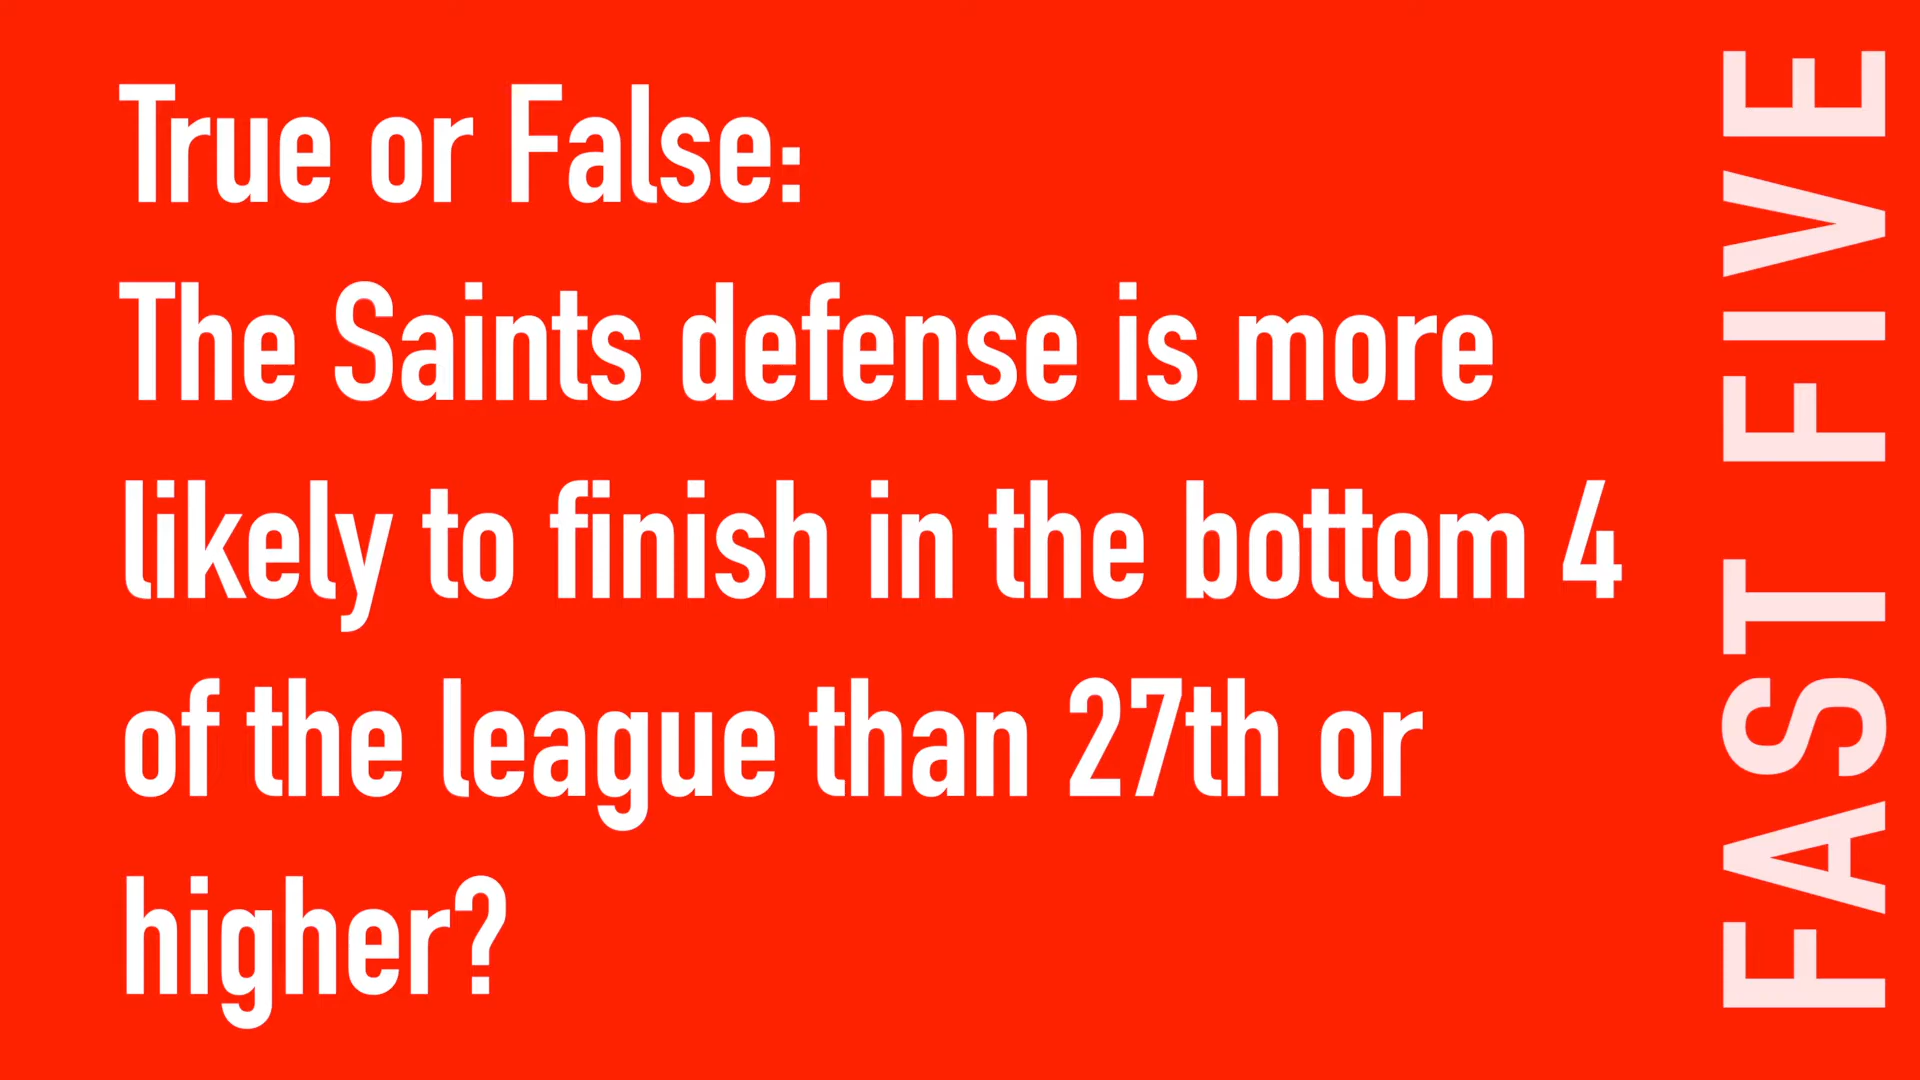 True or False:
The Saints defense is more
likely to finish in the bottom 4
of the league than 27th or
higher?
FAST FIVE